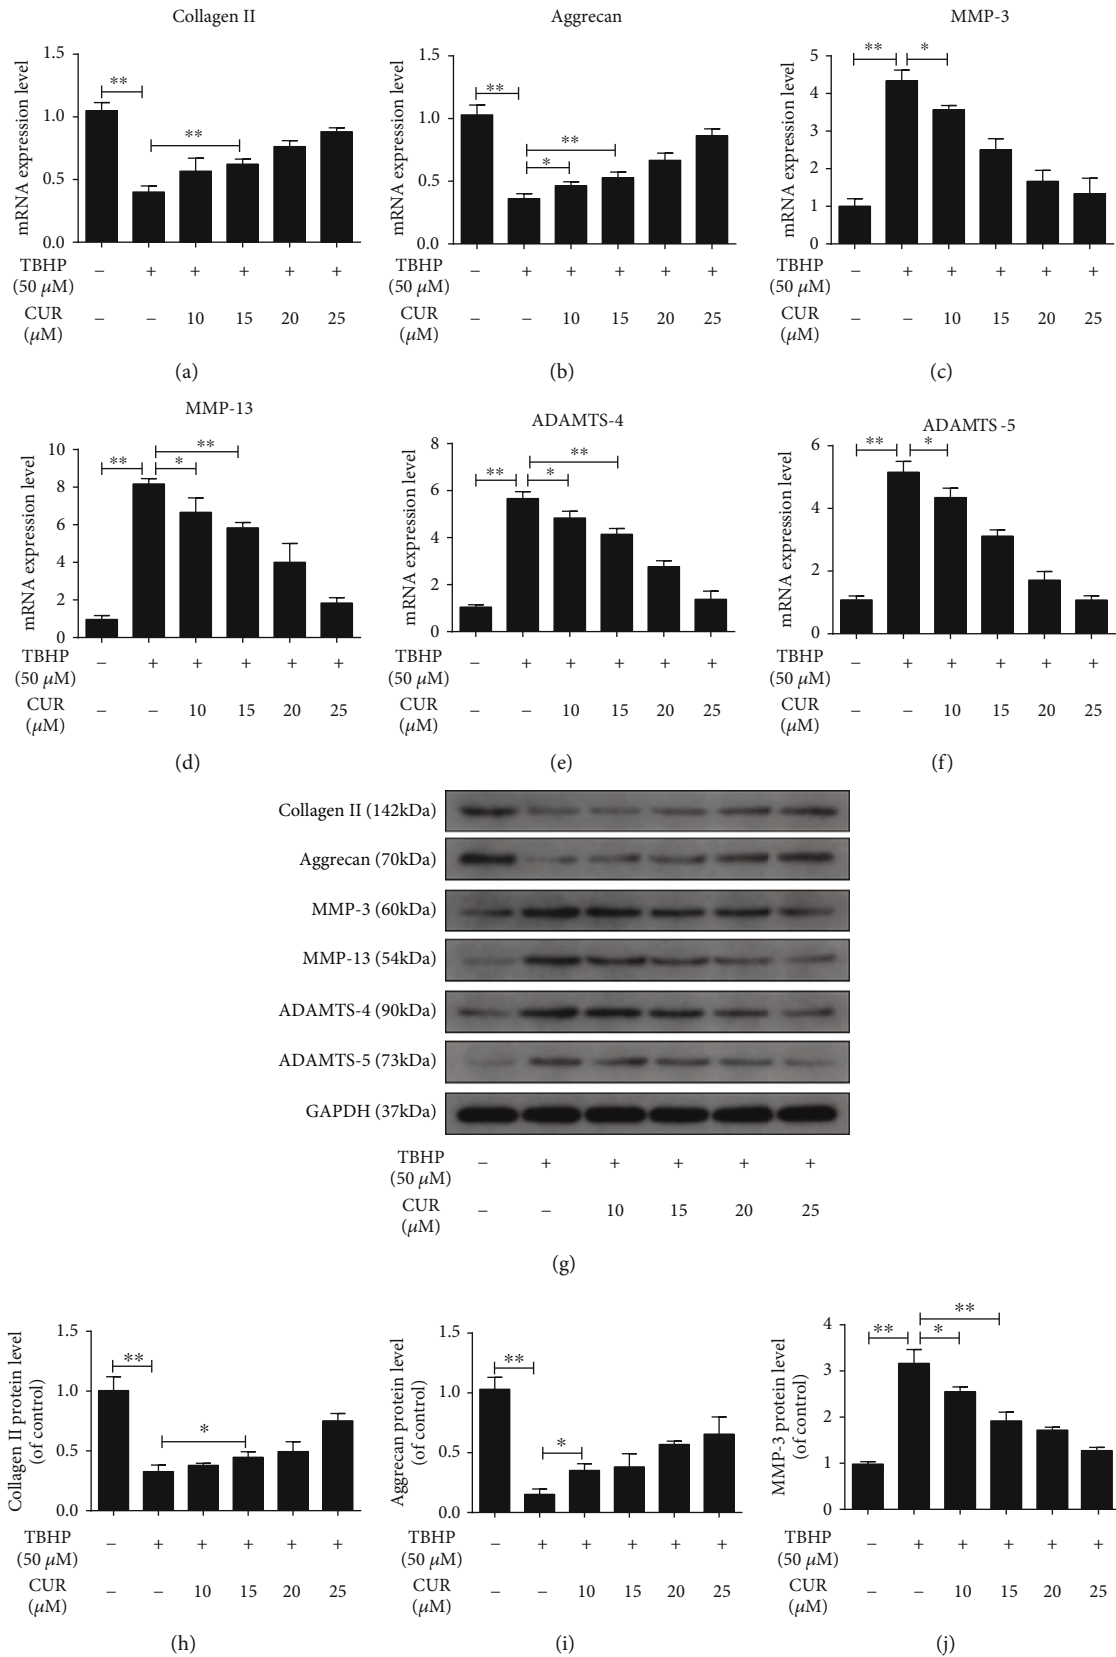 Collagen II
mRNA expression level
1.5
1.0
0.5
0.0
**
**
TBHP
(50 μM)
– + + + + +
CUR
(μM)
– – 10 15 20 25
(a)
Aggrecan
mRNA expression level
1.5
1.0
0.5
0.0
**
**
*
TBHP
(50 μM)
– + + + + +
CUR
(μM)
– – 10 15 20 25
(b)
MMP-3
mRNA expression level
5
4
3
2
1
0
** *
TBHP
(50 μM)
– + + + + +
CUR
(μM)
– – 10 15 20 25
(c)
MMP-13
mRNA expression level
10
8
6
4
2
0
**
** *
TBHP
(50 μM)
– + + + + +
CUR
(μM)
– – 10 15 20 25
(d)
ADAMTS-4
mRNA expression level
8
6
4
2
0
**
** *
TBHP
(50 μM)
– + + + + +
CUR
(μM)
– – 10 15 20 25
(e)
ADAMTS-5
mRNA expression level
6
4
2
0
** *
TBHP
(50 μM)
– + + + + +
CUR
(μM)
– – 10 15 20 25
(f)
Collagen II (142kDa)
Aggrecan (70kDa)
MMP-3 (60kDa)
MMP-13 (54kDa)
ADAMTS-4 (90kDa)
ADAMTS-5 (73kDa)
GAPDH (37kDa)
TBHP
(50 μM)
– + + + + +
CUR
(μM)
– – 10 15 20 25
(g)
Collagen II protein level
(of control)
1.5
1.0
0.5
0.0
**
*
TBHP
(50 μM)
– + + + + +
CUR
(μM)
– – 10 15 20 25
(h)
Aggrecan protein level
(of control)
1.5
1.0
0.5
0.0
**
*
TBHP
(50 μM)
– + + + + +
CUR
(μM)
– – 10 15 20 25
(i)
MMP-3 protein level
(of control)
4
3
2
1
0
**
** *
TBHP
(50 μM)
– + + + + +
CUR
(μM)
– – 10 15 20 25
(j)